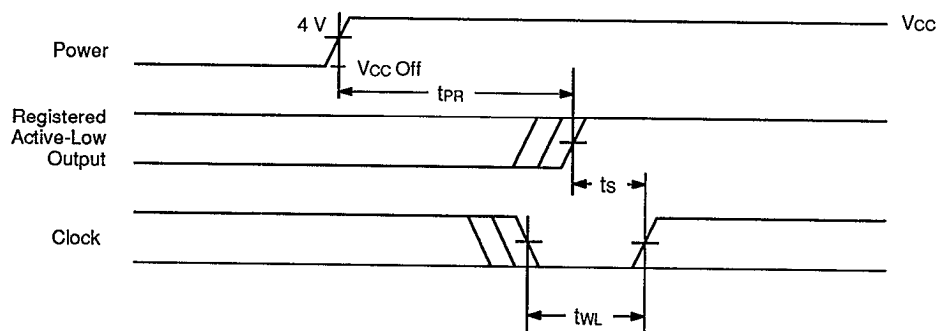 4 V
Vcc
Power
Vcc Off
tPR
Registered
Active-Low
Output
ts
Clock
tWL